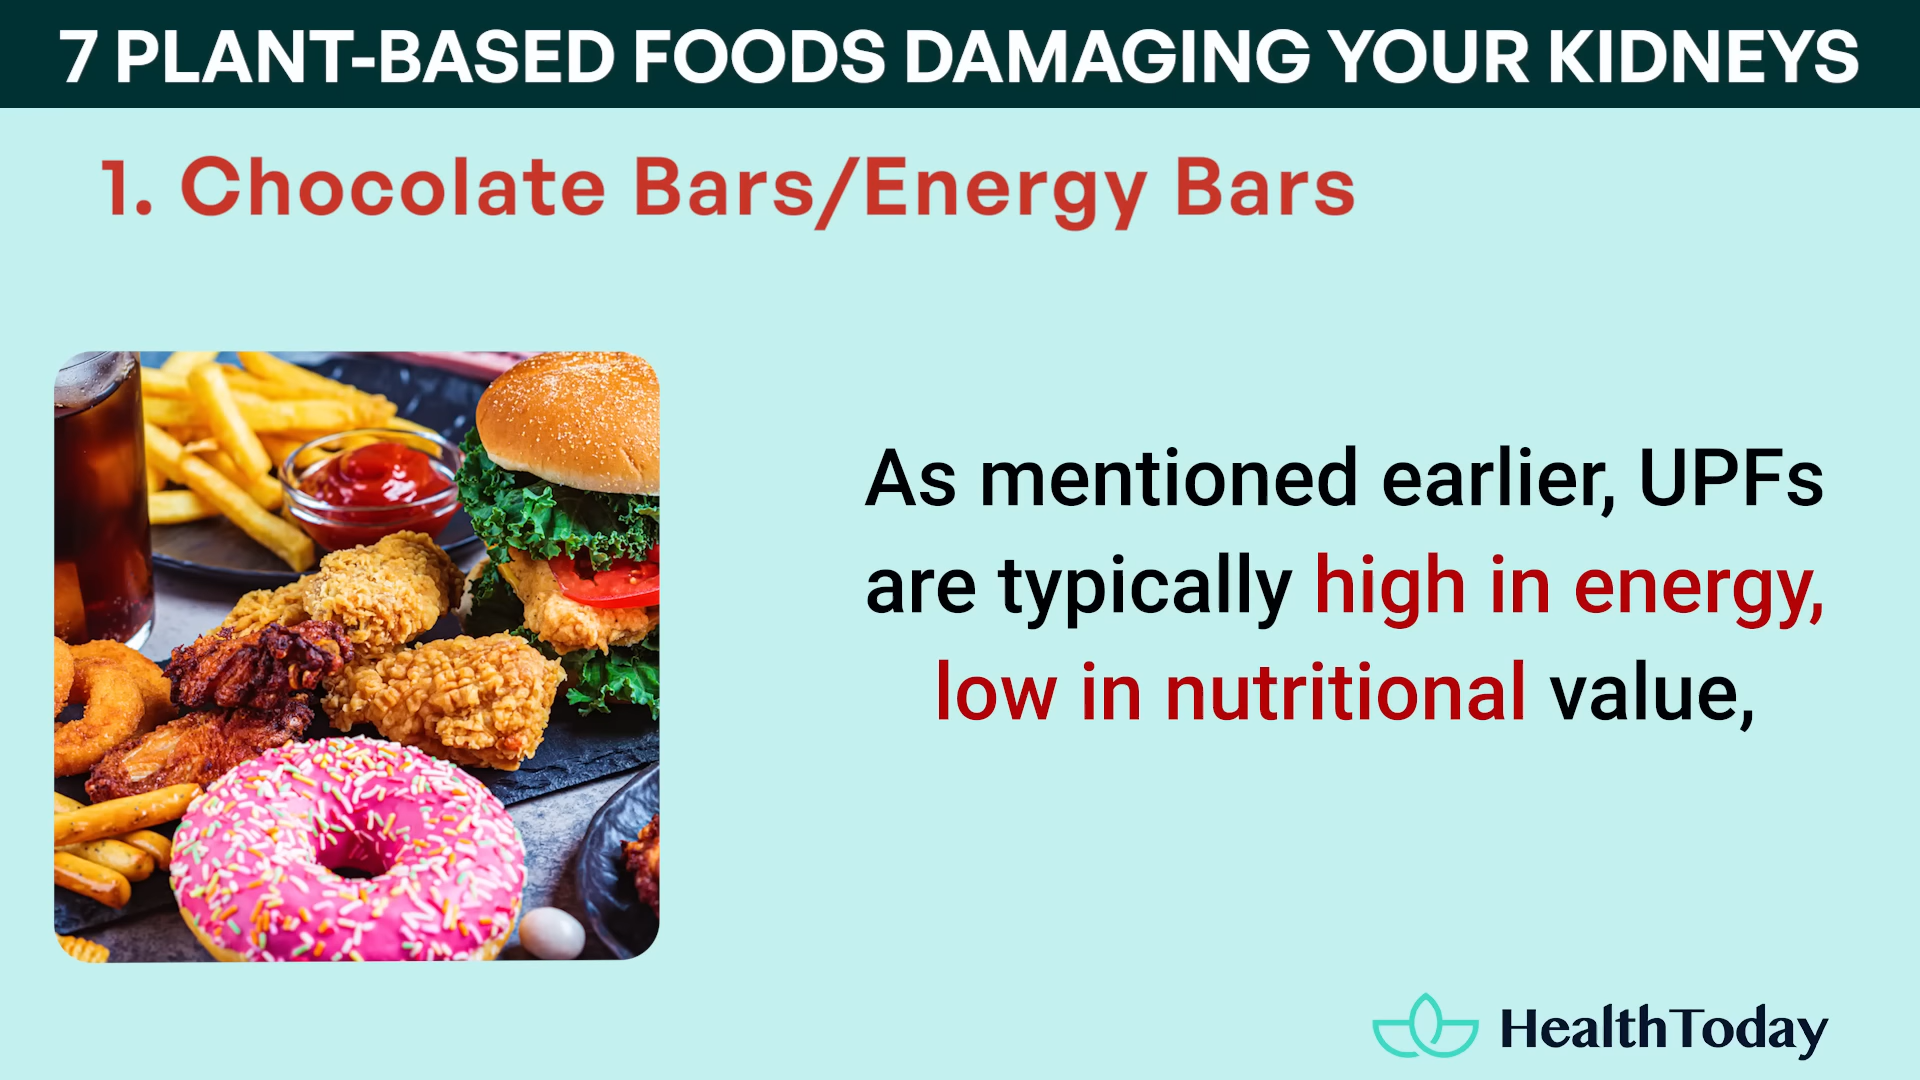 7 PLANT-BASED FOODS DAMAGING YOUR KIDNEYS
1. Chocolate Bars/Energy Bars
As mentioned earlier, UPFs
are typically high in energy,
low in nutritional value,
HealthToday